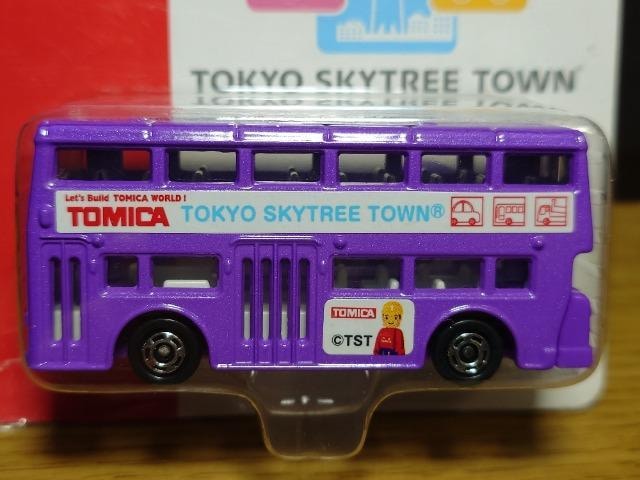 TOKYO SKYTREE TOWN
Let's Build TOMICA WORLD!
TOMICA TOKYO SKYTREE TOWN®
TOMICA
©TST